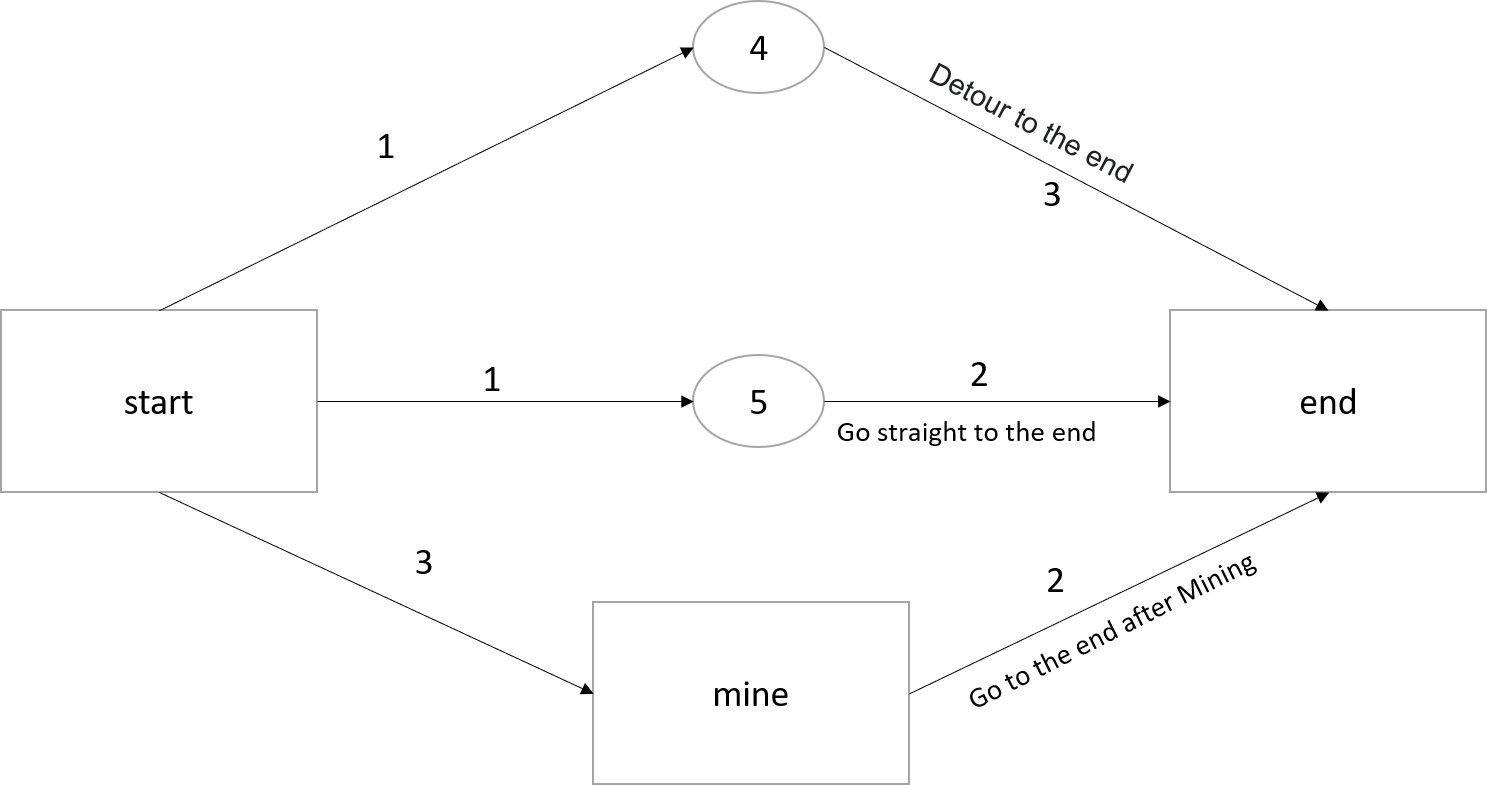 4
Detour to the end
1
3
start
1
5
2
Go straight to the end
end
3
2
Go to the end after Mining
mine